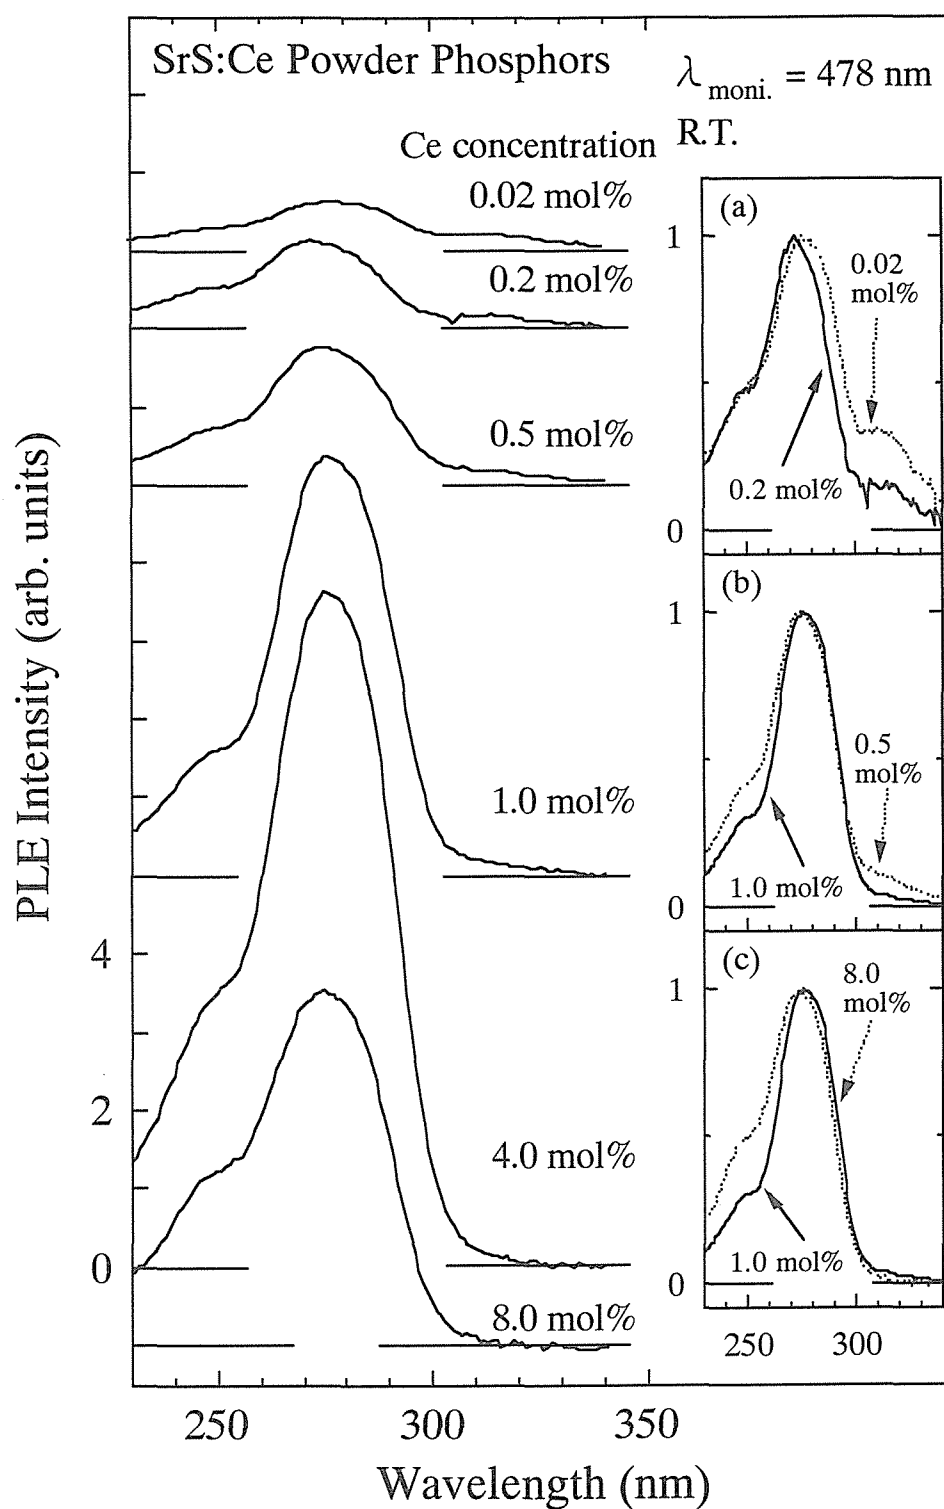 SrS:Ce Powder Phosphors
λ moni. = 478 nm
R.T.
Ce concentration
0.02 mol%
0.2 mol%
0.5 mol%
1.0 mol%
4.0 mol%
8.0 mol%
PLE Intensity (arb. units)
4
2
0
250
300
350
Wavelength (nm)
(a)
1
0.02
mol%
0.2 mol%
0
(b)
1
0.5
mol%
1.0 mol%
0
(c)
1
8.0
mol%
1.0 mol%
0
250
300